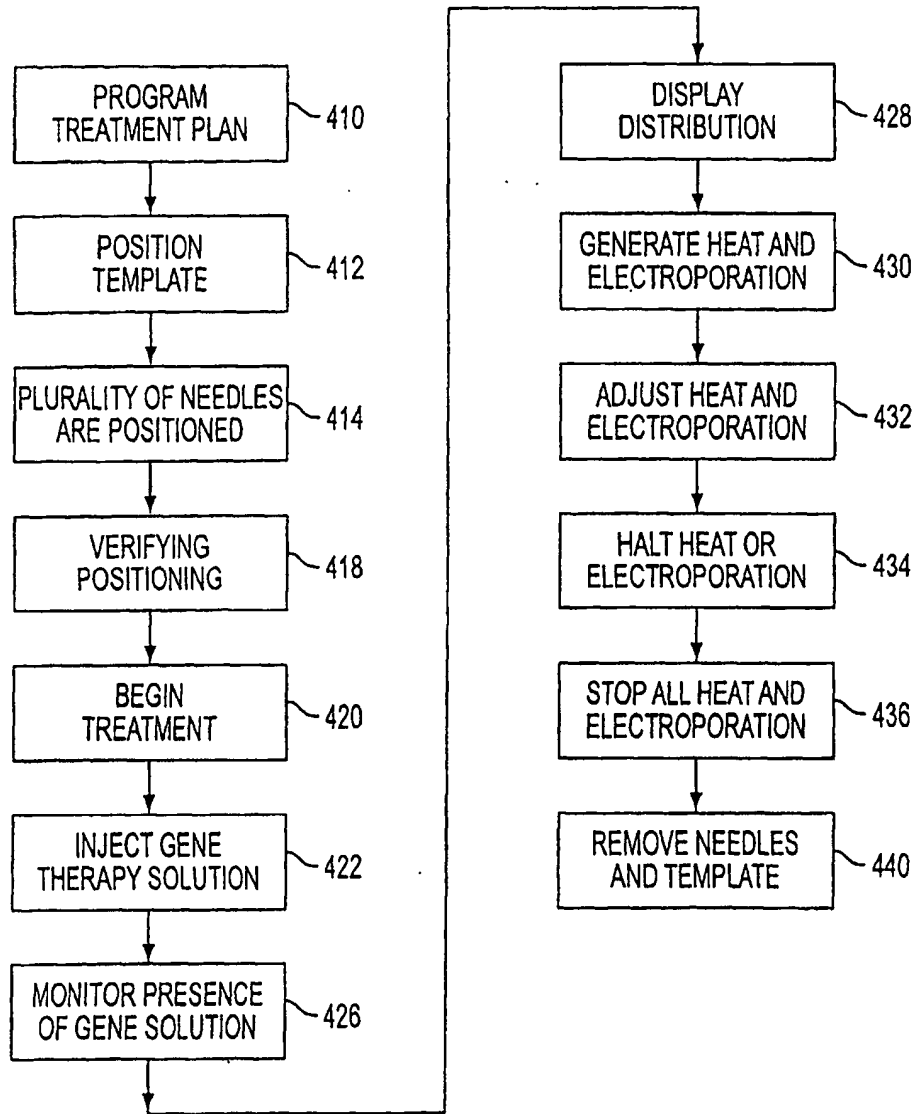 PROGRAM
TREATMENT PLAN
410
POSITION
TEMPLATE
412
PLURALITY OF NEEDLES
ARE POSITIONED
414
VERIFYING
POSITIONING
418
BEGIN
TREATMENT
420
INJECT GENE
THERAPY SOLUTION
422
MONITOR PRESENCE
OF GENE SOLUTION
426
DISPLAY
DISTRIBUTION
428
GENERATE HEAT AND
ELECTROPORATION
430
ADJUST HEAT AND
ELECTROPORATION
432
HALT HEAT OR
ELECTROPORATION
434
STOP ALL HEAT AND
ELECTROPORATION
436
REMOVE NEEDLES
AND TEMPLATE
440